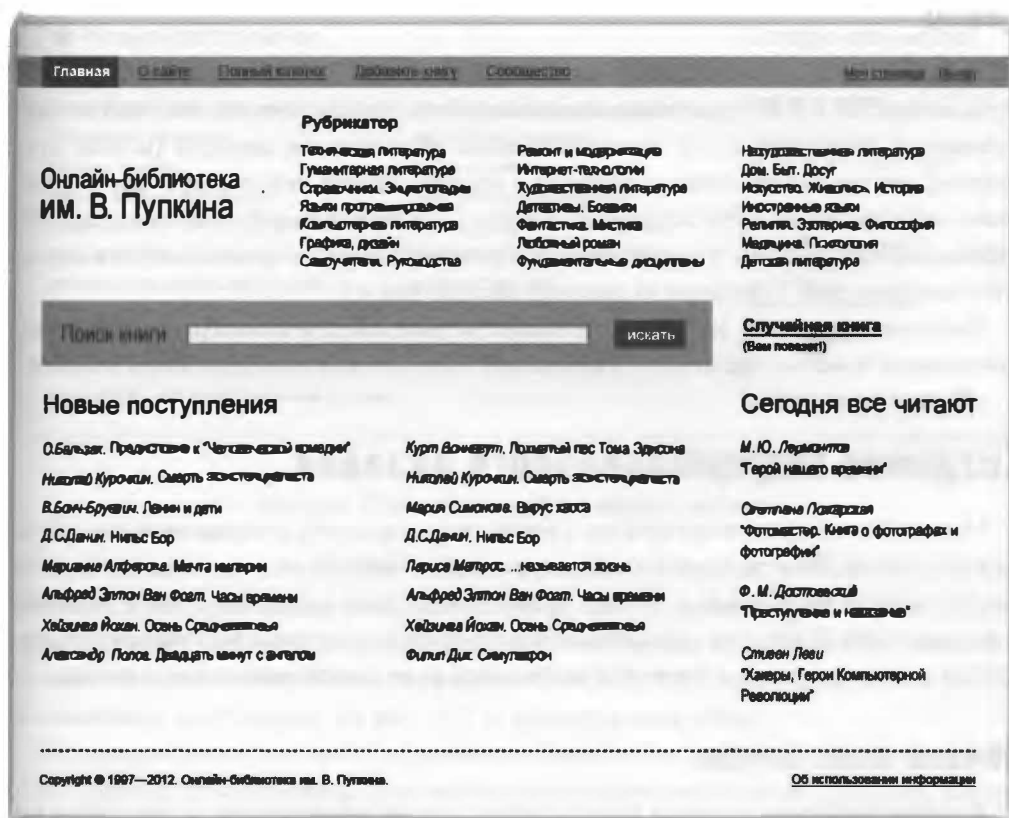 Главная О сайте Полный каталог Добавить книгу Сообщество Моя страница Выход
Онлайн-библиотека
им. В. Пупкина
Рубрикатор
Техническая литература
Гуманитарная литература
Справочники. Энциклопедии
Языки программирования
Компьютерная литература
Графика, дизайн
Самоучители. Руководства
Ремонт и модернизация
Интернет-технологии
Художественная литература
Детективы. Боевики
Фантастика. Мистика
Любовный роман
Фундаментальные дисциплины
Нехудожественная литература
Дом. Быт. Досуг
Искусство. Живопись. История
Иностранные языки
Религия. Эзотерика. Философия
Медицина. Психология
Детская литература
Поиск книги искать
Случайная книга
(Вам повезет!)
Новые поступления
О.Бальзак. Предисловие к "Человеческой комедии"
Николай Курочкин. Смерть экзистенциалиста
В.Бонч-Бруевич. Ленин и дети
Д.С.Данин. Нильс Бор
Марианна Алферова. Мечта империи
Альфред Элтон Ван Фогт. Часы времени
Хейзинга Йохан. Осень Средневековья
Александр Попов. Двадцать минут с ангелом
Курт Воннегут. Лохматый пес Тома Эдисона
Николай Курочкин. Смерть экзистенциалиста
Мария Симонова. Вирус хаоса
Д.С.Данин. Нильс Бор
Лариса Матрос. ...называется жизнь
Альфред Элтон Ван Фогт. Часы времени
Хейзинга Йохан. Осень Средневековья
Филип Дик. Симулакрон
Сегодня все читают
М. Ю. Лермонтов
"Герой нашего времени"
Светлана Пожарская
"Фотомастер. Книга о фотографах и
фотографии"
Ф. М. Достоевский
"Преступление и наказание"
Стивен Леви
"Хакеры, Герои Компьютерной
Революции"
Copyright © 1997—2012. Онлайн-библиотека им. В. Пупкина.
Об использовании информации